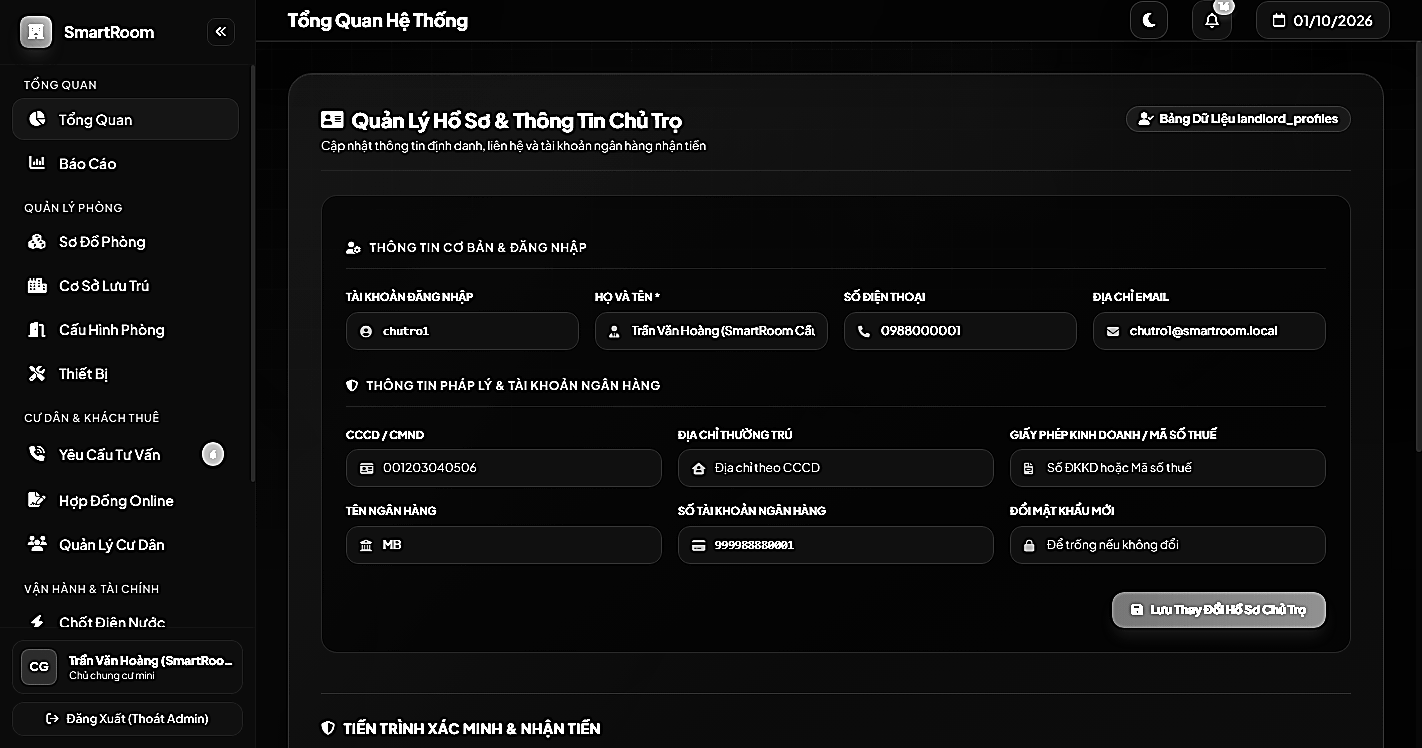 SmartRoom
TỔNG QUAN
Tổng Quan
Báo Cáo
QUẢN LÝ PHÒNG
Sơ Đồ Phòng
Cơ Sở Lưu Trú
Cấu Hình Phòng
Thiết Bị
CƯ DÂN & KHÁCH THUÊ
Yêu Cầu Tư Vấn
6
Hợp Đồng Online
Quản Lý Cư Dân
VẬN HÀNH & TÀI CHÍNH
Chốt Điện Nước
CG
Trần Văn Hoàng (SmartRoo...
Chủ chung cư mini
Đăng Xuất (Thoát Admin)
Tổng Quan Hệ Thống
16
01/10/2026
Quản Lý Hồ Sơ & Thông Tin Chủ Trọ
Cập nhật thông tin định danh, liên hệ và tài khoản ngân hàng nhận tiền
Bảng Dữ Liệu landlord_profiles
THÔNG TIN CƠ BẢN & ĐĂNG NHẬP
TÀI KHOẢN ĐĂNG NHẬP
HỌ VÀ TÊN *
SỐ ĐIỆN THOẠI
ĐỊA CHỈ EMAIL
chutro1
Trần Văn Hoàng (SmartRoom Cầu
0988000001
chutro1@smartroom.local
THÔNG TIN PHÁP LÝ & TÀI KHOẢN NGÂN HÀNG
CCCD / CMND
ĐỊA CHỈ THƯỜNG TRÚ
GIẤY PHÉP KINH DOANH / MÃ SỐ THUẾ
001203040506
Địa chỉ theo CCCD
Số ĐKKD hoặc Mã số thuế
TÊN NGÂN HÀNG
SỐ TÀI KHOẢN NGÂN HÀNG
ĐỔI MẬT KHẨU MỚI
MB
999988880001
Để trống nếu không đổi
Lưu Thay Đổi Hồ Sơ Chủ Trọ
TIẾN TRÌNH XÁC MINH & NHẬN TIỀN